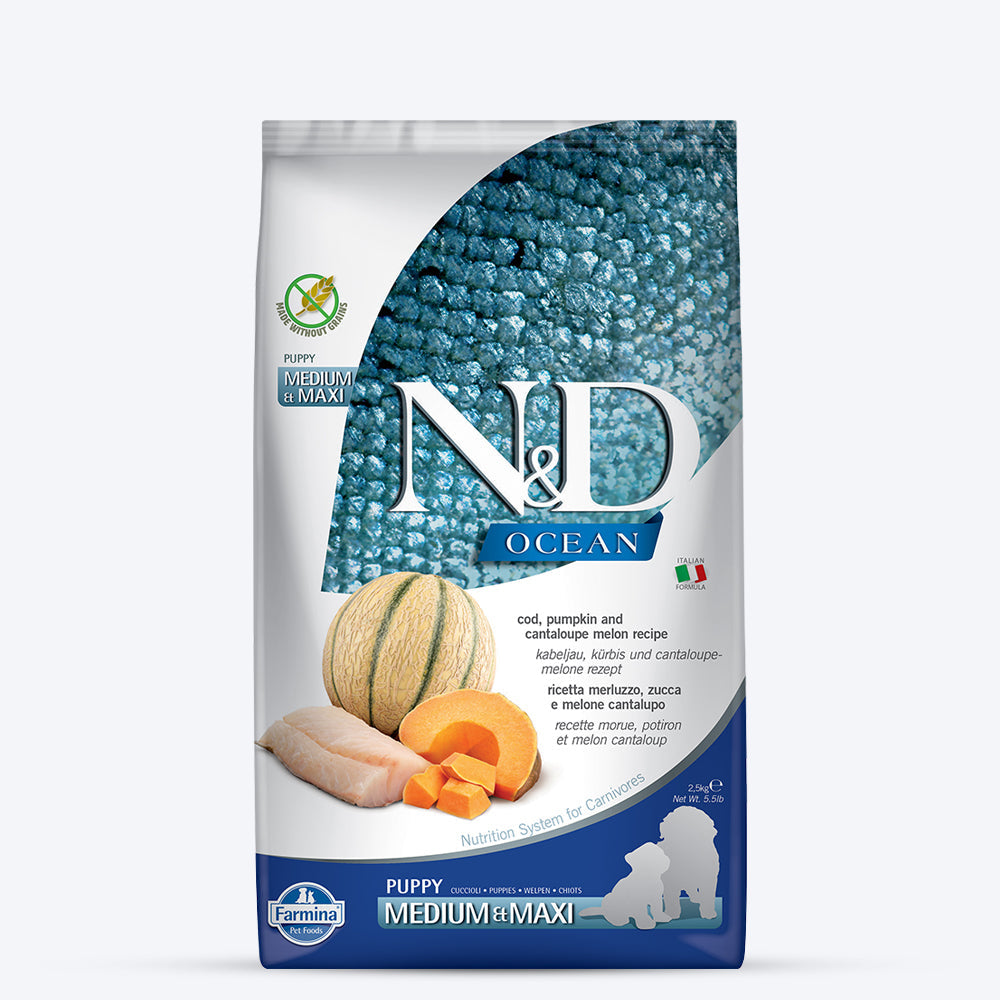 MADE WITHOUT GRAINS
PUPPY
MEDIUM
& MAXI
N&D
OCEAN
ITALIAN
FORMULA
cod, pumpkin and
cantaloupe melon recipe
kabeljau, kürbis und cantaloupe-
melone rezept
ricetta merluzzo, zucca
e melone cantalupo
recette morue, potiron
et melon cantaloup
2,5kg℮
Net Wt. 5.5lb
Nutrition System for Carnivores
PUPPY CUCCIOLI • PUPPIES • WELPEN • CHIOTS
MEDIUM & MAXI
Farmina
Pet Foods